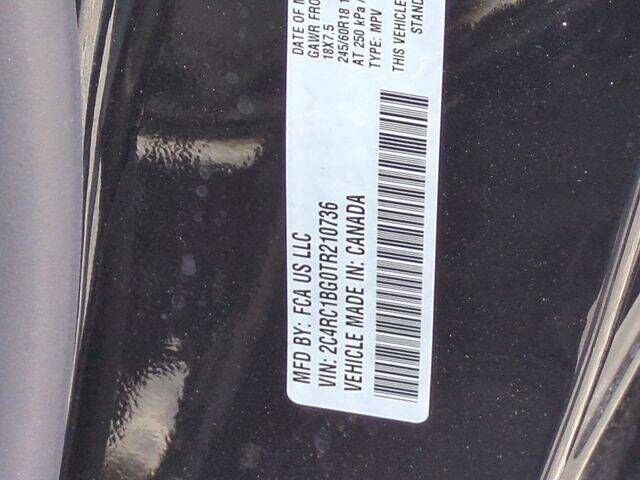 MFD BY: FCA US LLC
VIN: 2C4RC1BG0TR210736
VEHICLE MADE IN: CANADA
DATE OF M
GAWR FRO
18X7.5
245/60R18 1
AT 250 kPa /
TYPE: MPV
THIS VEHICLE
STAND